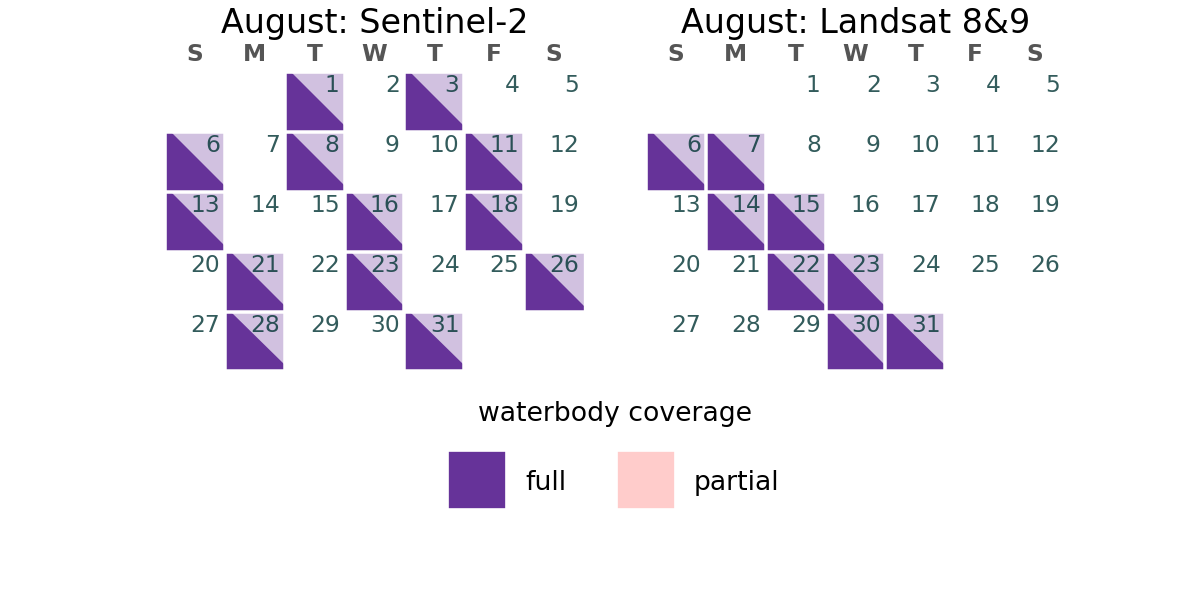 August: Sentinel-2
S M T W T F S
1 2 3 4 5
6 7 8 9 10 11 12
13 14 15 16 17 18 19
20 21 22 23 24 25 26
27 28 29 30 31
August: Landsat 8&9
S M T W T F S
1 2 3 4 5
6 7 8 9 10 11 12
13 14 15 16 17 18 19
20 21 22 23 24 25 26
27 28 29 30 31
waterbody coverage
full partial